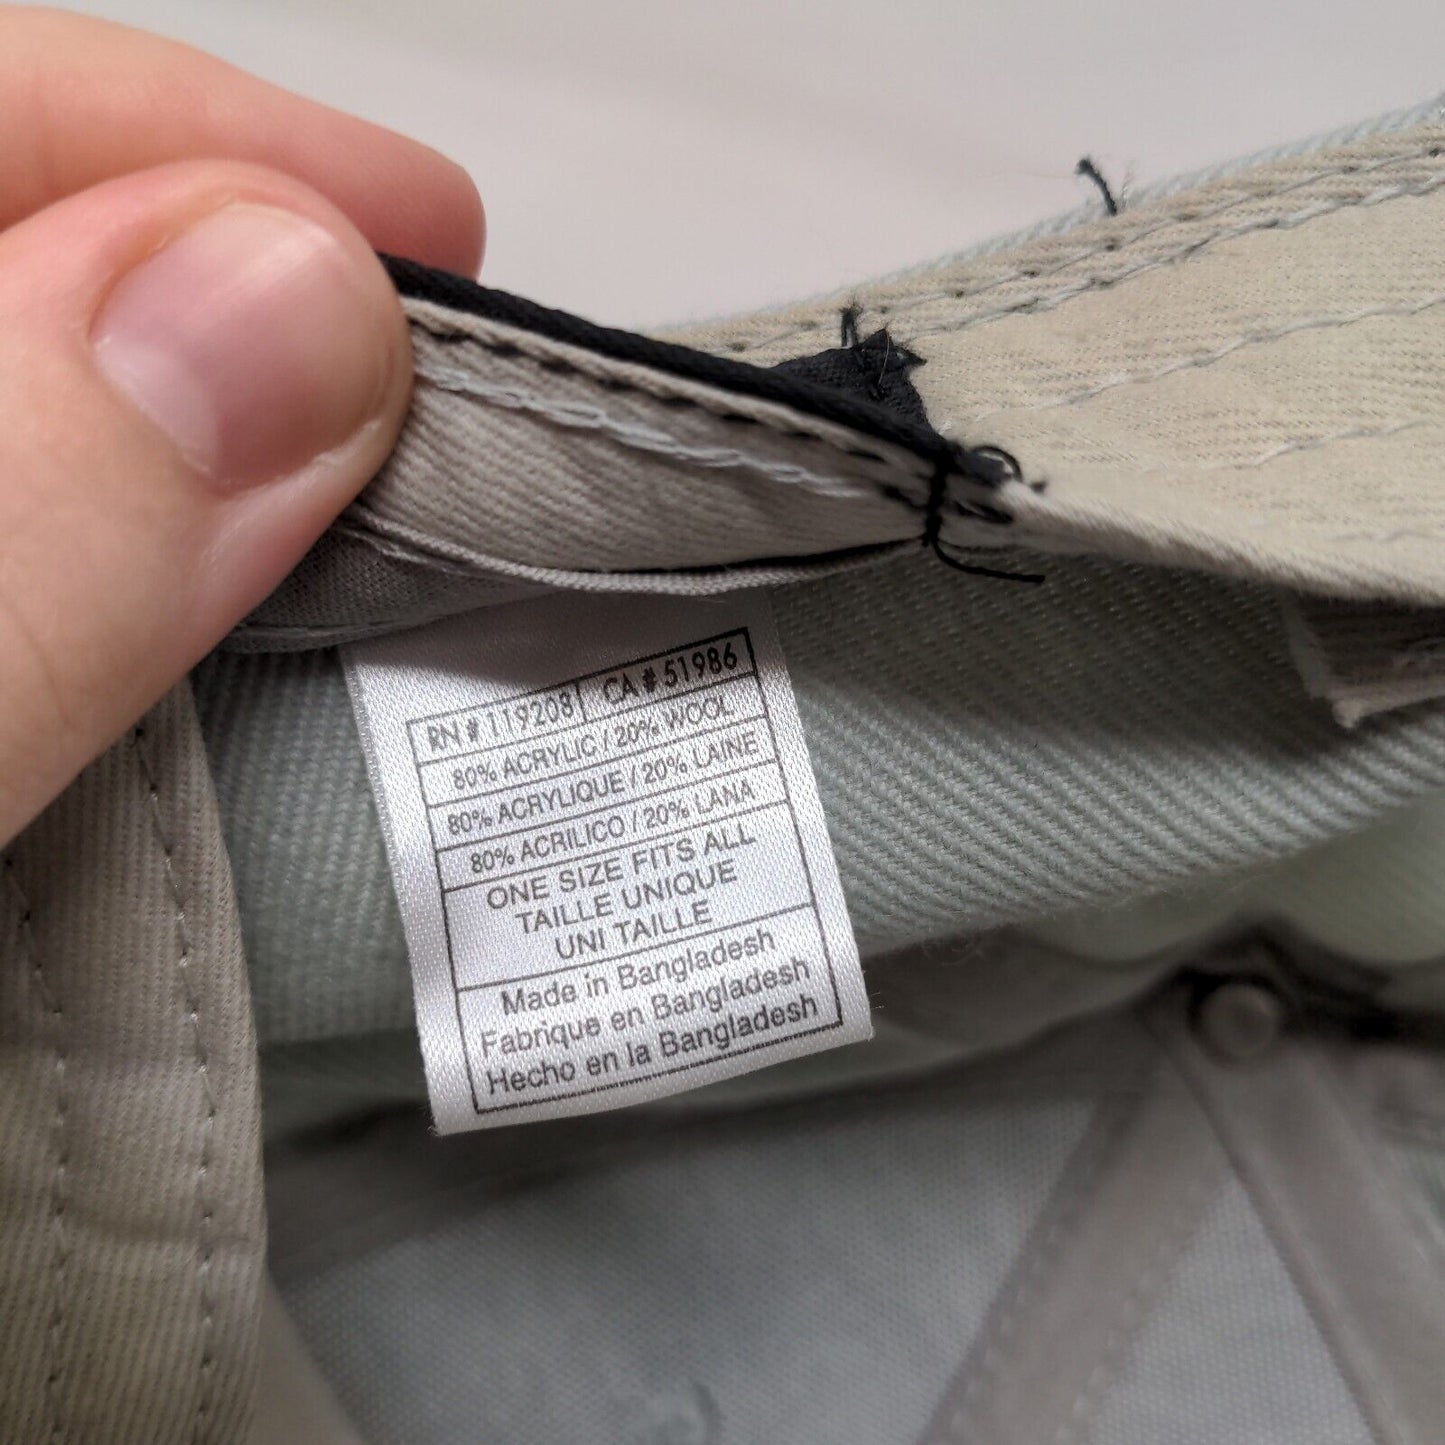 RN # 119208 CA # 51986
80% ACRYLIC / 20% WOOL
80% ACRYLIQUE / 20% LAINE
80% ACRILICO / 20% LANA
ONE SIZE FITS ALL
TAILLE UNIQUE
UNI TAILLE
Made in Bangladesh
Fabrique en Bangladesh
Hecho en la Bangladesh